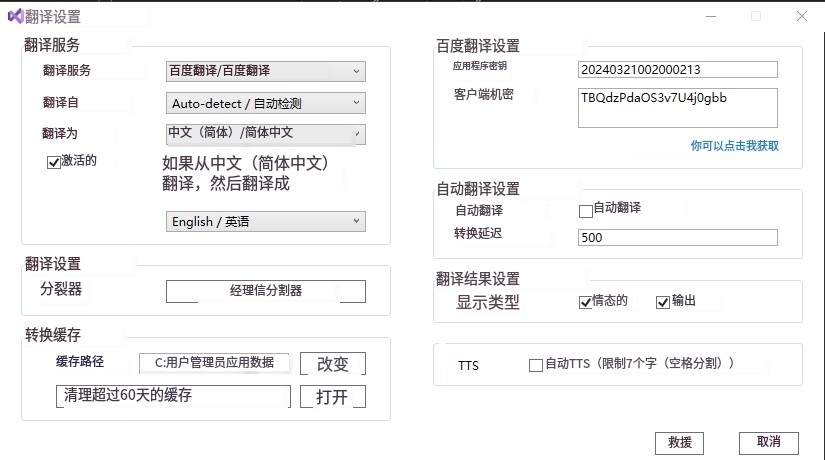 翻译设置
翻译服务
翻译服务
百度翻译/百度翻译
翻译自
Auto-detect / 自动检测
翻译为
中文（简体）/简体中文
激活的
如果从中文（简体中文）
翻译，然后翻译成
English / 英语
翻译设置
分裂器
经理信分割器
转换缓存
缓存路径
C:用户管理员应用数据
改变
清理超过60天的缓存
打开
百度翻译设置
应用程序密钥
20240321002000213
客户端机密
TBQdzPdaOS3v7U4j0gbb
你可以点击我获取
自动翻译设置
自动翻译
自动翻译
转换延迟
500
翻译结果设置
显示类型
情态的
输出
TTS
自动TTS（限制7个字（空格分割））
救援
取消